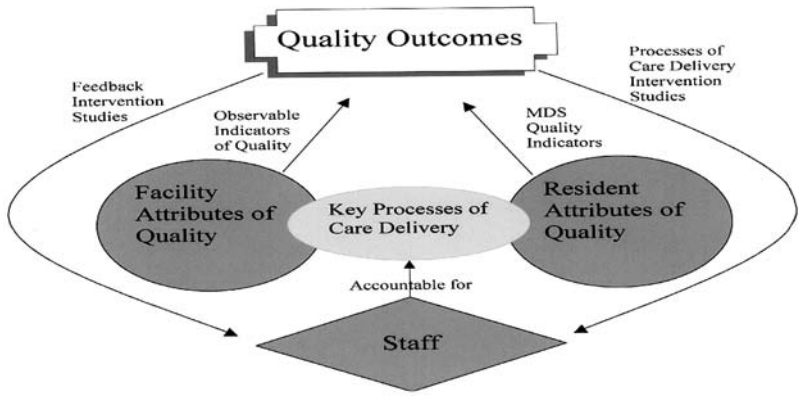 Quality Outcomes
Feedback
Intervention
Studies
Processes of
Care Delivery
Intervention
Studies
Observable
Indicators
of Quality
MDS
Quality
Indicators
Facility
Attributes of
Quality
Key Processes of
Care Delivery
Resident
Attributes of
Quality
Accountable for
Staff